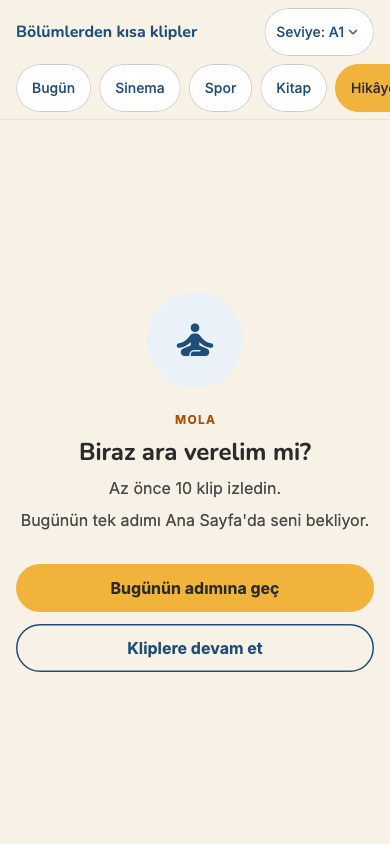 Bölümlerden kısa klipler
Seviye: A1
Bugün
Sinema
Spor
Kitap
Hikây
MOLA
Biraz ara verelim mi?
Az önce 10 klip izledin.
Bugünün tek adımı Ana Sayfa'da seni bekliyor.
Bugünün adımına geç
Kliplere devam et